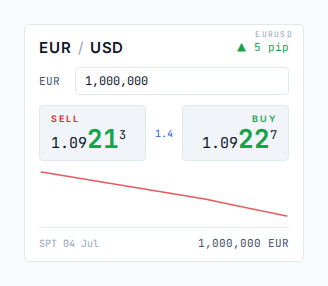 EURUSD
EUR / USD ▲ 5 pip
EUR 1,000,000
SELL BUY
1.09213 1.4 1.09227
SPT 04 Jul 1,000,000 EUR